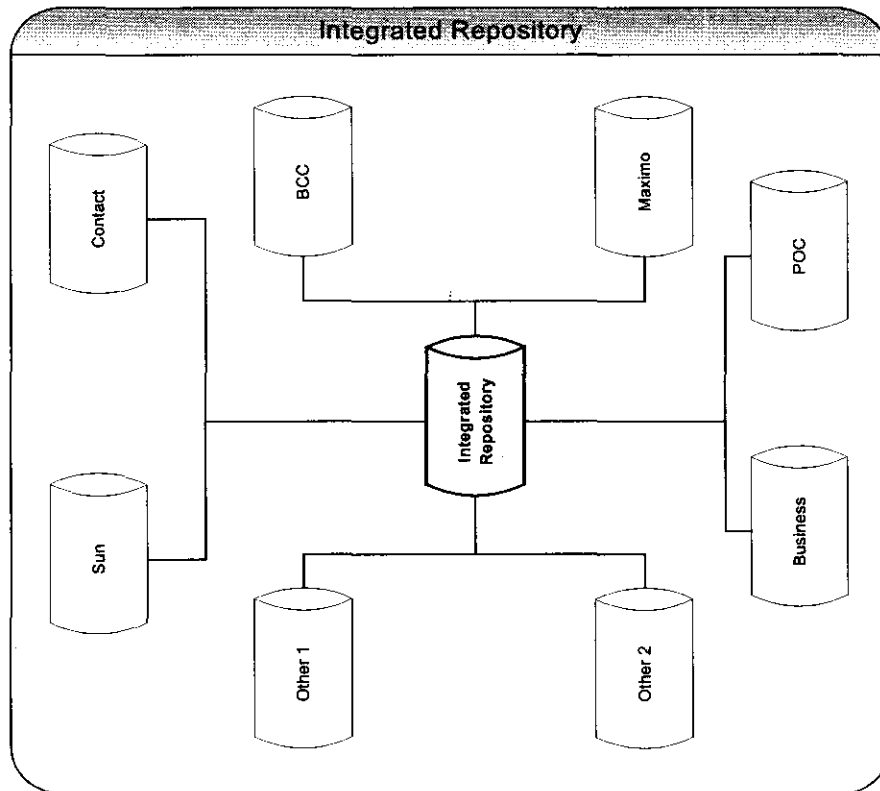 Integrated Repository
Contact
BCC
Maximo
POC
Integrated
Repository
Sun
Business
Other 1
Other 2